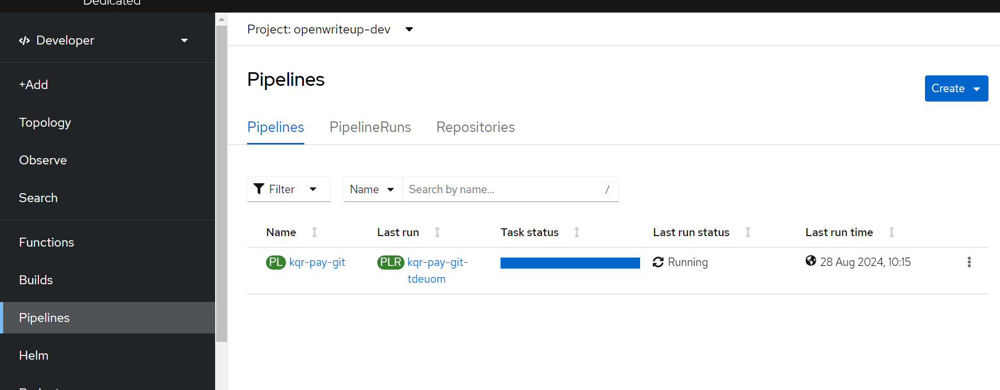 Dedicated
Developer
+Add
Topology
Observe
Search
Functions
Builds
Pipelines
Helm
Project: openwriteup-dev
Pipelines
Create
Pipelines PipelineRuns Repositories
Filter Name Search by name... /
Name Last run Task status Last run status Last run time
PL kqr-pay-git PLR kqr-pay-git- Running 28 Aug 2024, 10:15
tdeuom